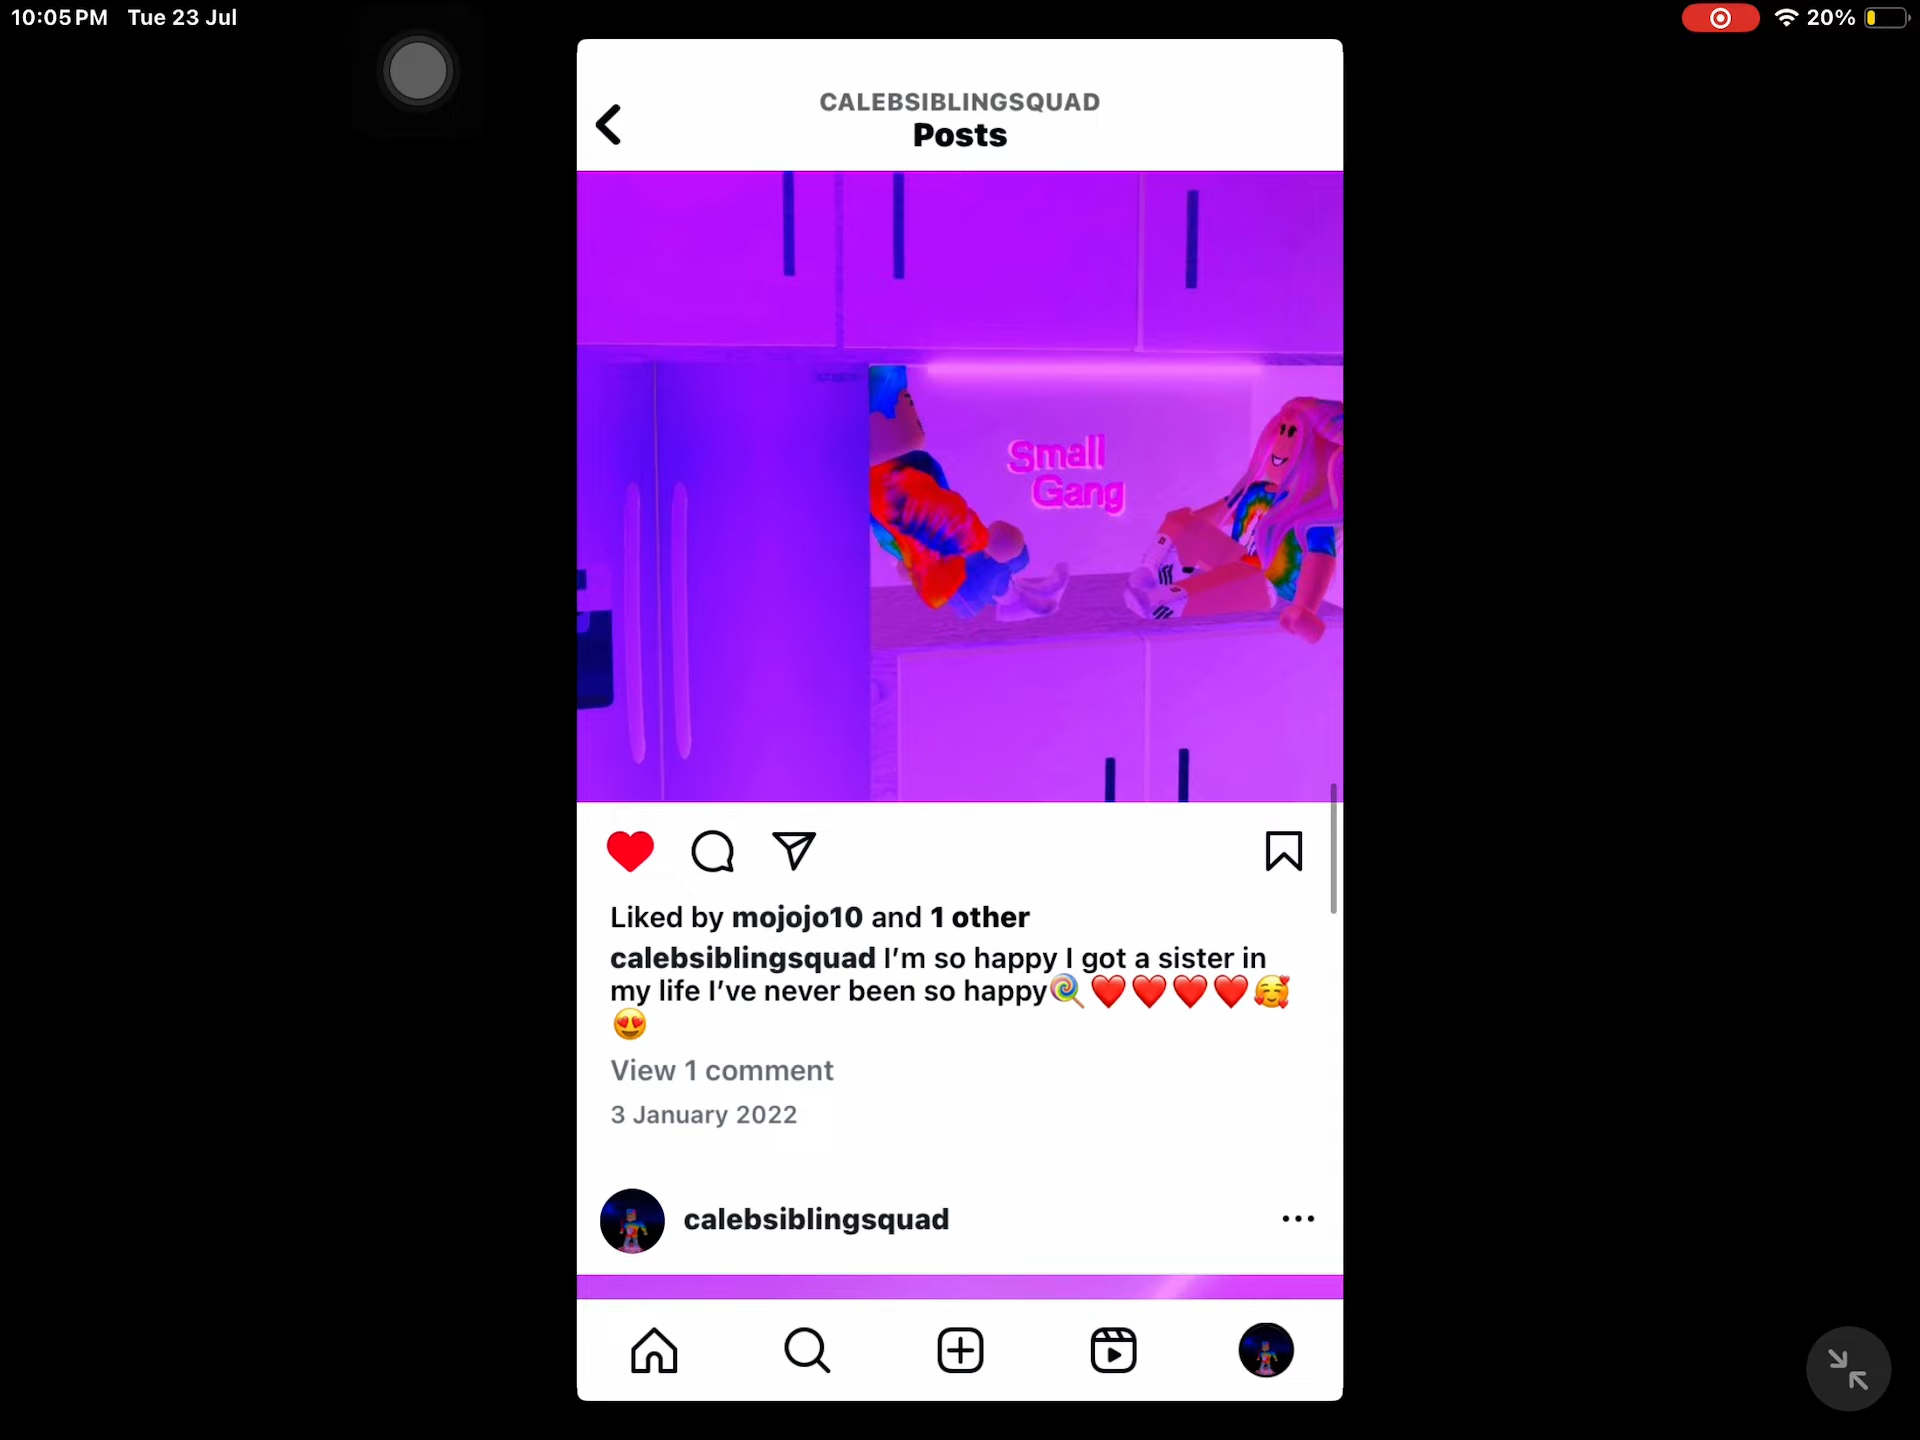 10:05 PM Tue 23 Jul
20%
CALEBSIBLINGSQUAD
Posts
Small
Gang
Liked by mojojo10 and 1 other
calebsiblingsquad I’m so happy I got a sister in
my life I’ve never been so happy🍭❤️❤️❤️❤️🥰
😍
View 1 comment
3 January 2022
calebsiblingsquad